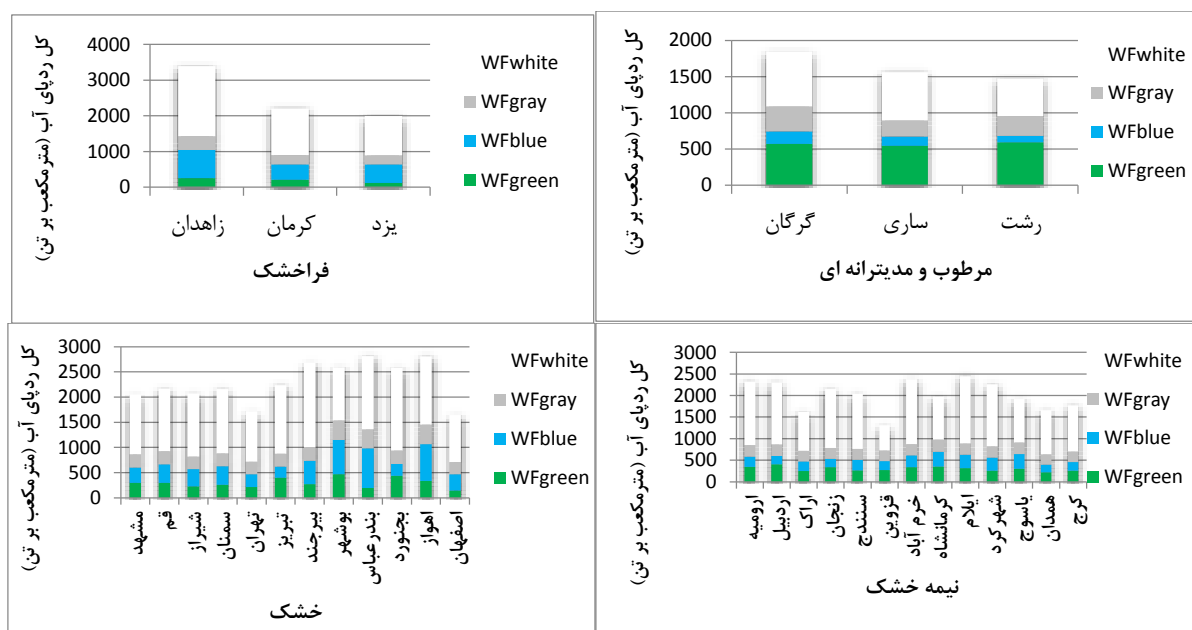 کل ردپای آب (مترمکعب بر تن)
4000
3000
2000
1000
0
زاهدان
کرمان
یزد
فراخشک
WFwhite
WFgray
WFblue
WFgreen
کل ردپای آب (مترمکعب بر تن)
2000
1500
1000
500
0
گرگان
ساری
رشت
مرطوب و مدیترانه ای
WFwhite
WFgray
WFblue
WFgreen
کل ردپای آب (مترمکعب بر تن)
3000
2500
2000
1500
1000
500
0
مشهد
قم
شیراز
سمنان
تهران
تبریز
بیرجند
بوشهر
بندرعباس
بجنورد
اهواز
اصفهان
خشک
WFwhite
WFgray
WFblue
WFgreen
کل ردپای آب (مترمکعب بر تن)
3000
2500
2000
1500
1000
500
0
ارومیه
اردبیل
اراک
زنجان
سنندج
قزوین
خرم آباد
کرمانشاه
ایلام
شهرکرد
یاسوج
همدان
کرج
نیمه خشک
WFwhite
WFgray
WFblue
WFgreen